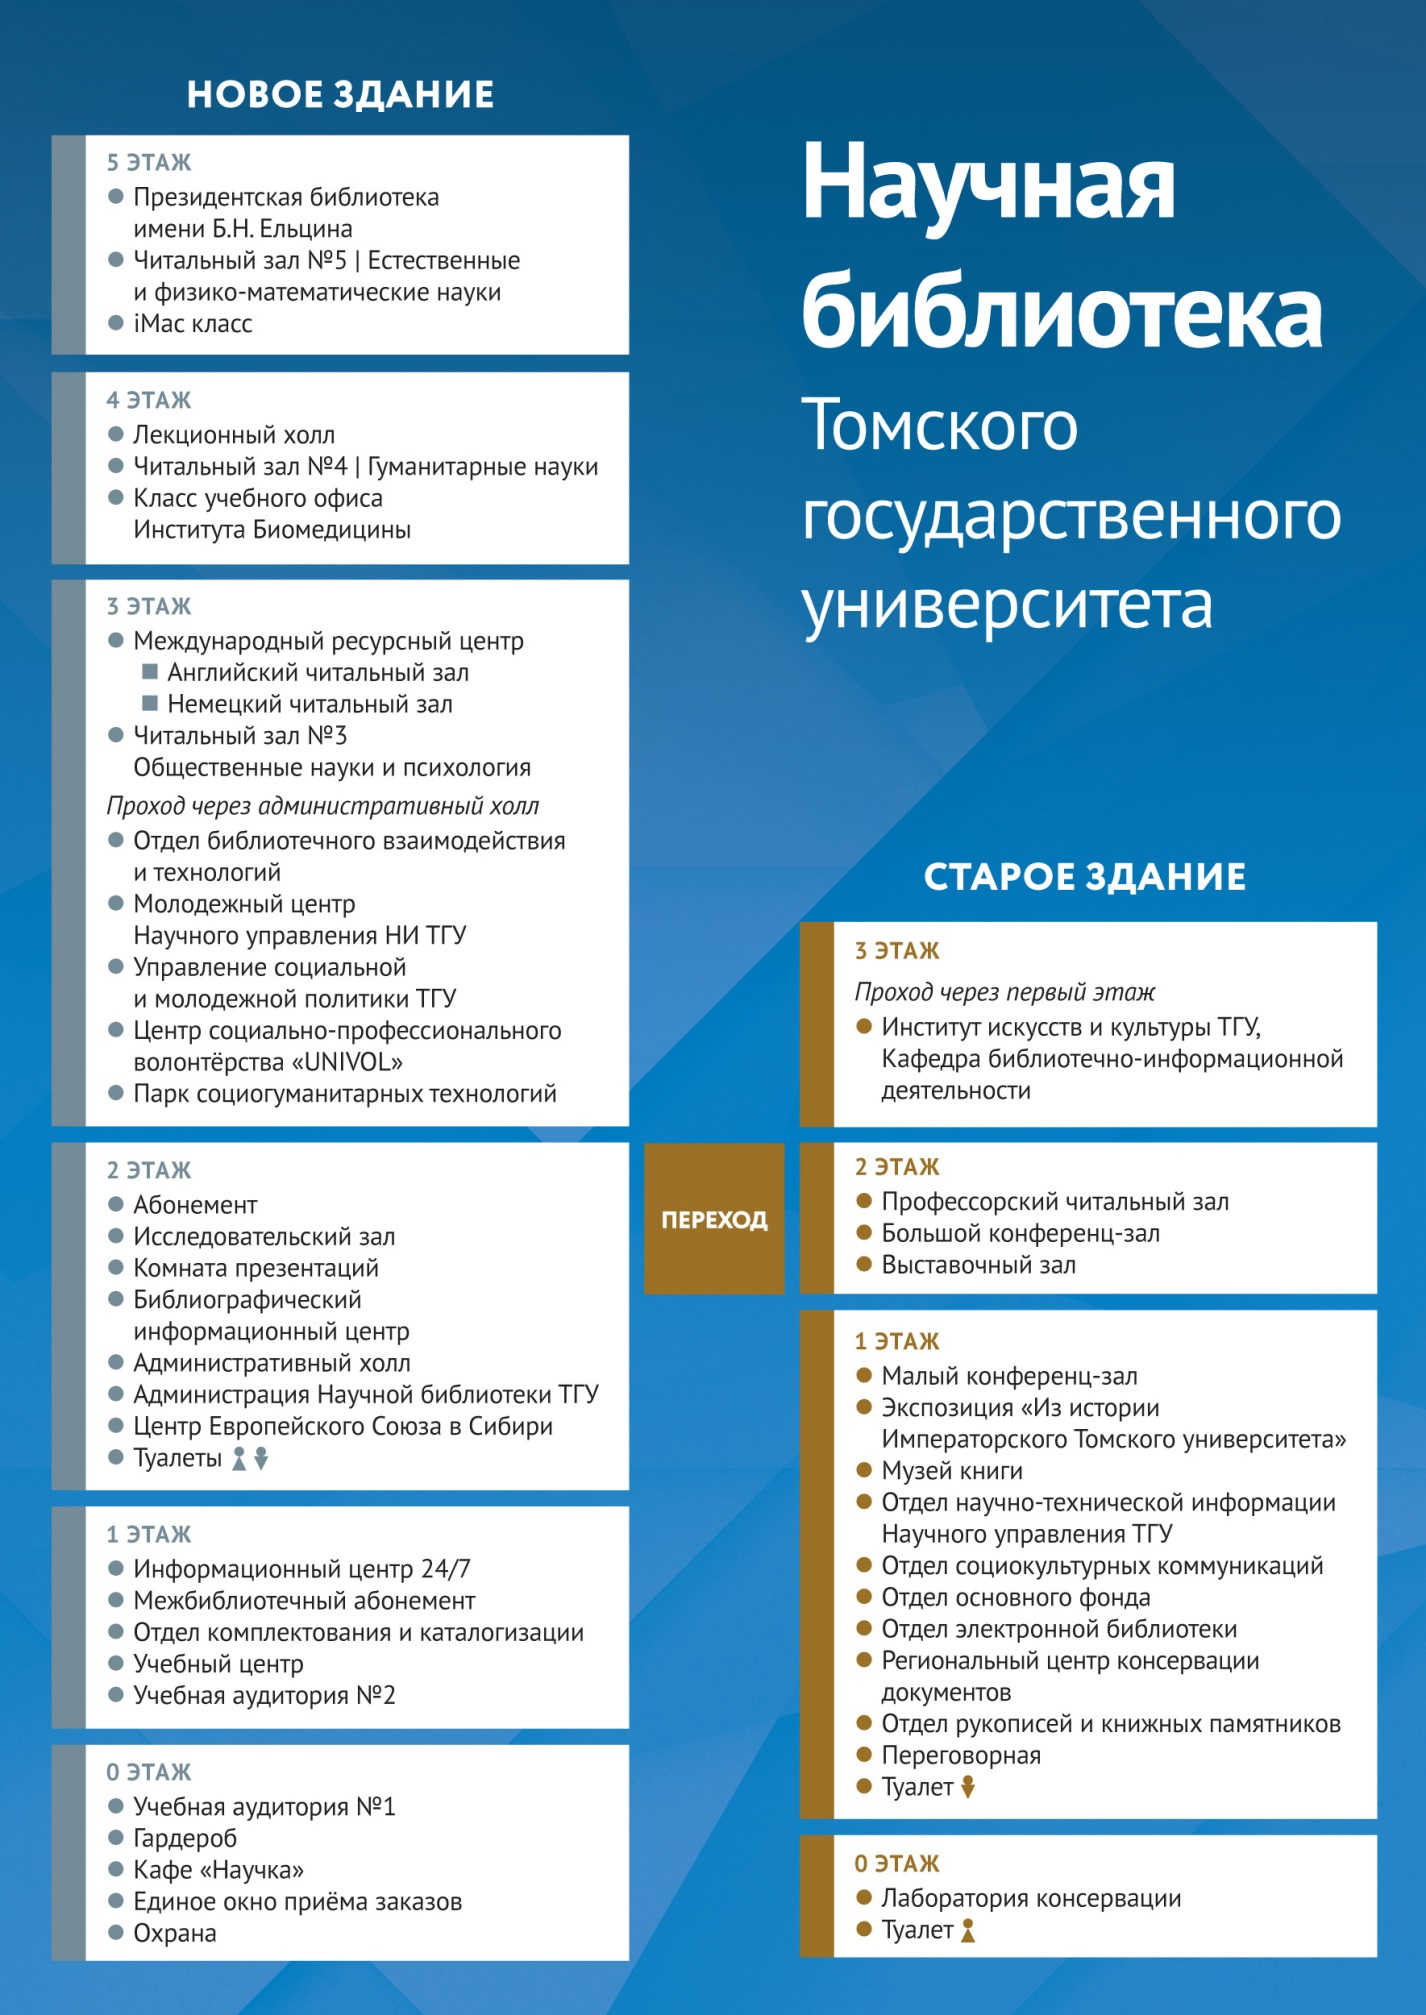 НОВОЕ ЗДАНИЕ
5 ЭТАЖ
Президентская библиотека
имени Б.Н. Ельцина
Читальный зал №5 | Естественные
и физико-математические науки
iMac класс
4 ЭТАЖ
Лекционный холл
Читальный зал №4 | Гуманитарные науки
Класс учебного офиса
Института Биомедицины
3 ЭТАЖ
Международный ресурсный центр
Английский читальный зал
Немецкий читальный зал
Читальный зал №3
Общественные науки и психология
Проход через административный холл
Отдел библиотечного взаимодействия
и технологий
Молодежный центр
Научного управления НИ ТГУ
Управление социальной
и молодежной политики ТГУ
Центр социально-профессионального
волонтёрства «UNIVOL»
Парк социогуманитарных технологий
2 ЭТАЖ
Абонемент
Исследовательский зал
Комната презентаций
Библиографический
информационный центр
Административный холл
Администрация Научной библиотеки ТГУ
Центр Европейского Союза в Сибири
Туалеты
1 ЭТАЖ
Информационный центр 24/7
Межбиблиотечный абонемент
Отдел комплектования и каталогизации
Учебный центр
Учебная аудитория №2
0 ЭТАЖ
Учебная аудитория №1
Гардероб
Кафе «Научка»
Единое окно приёма заказов
Охрана
Научная
библиотека
Томского
государственного
университета
ПЕРЕХОД
СТАРОЕ ЗДАНИЕ
3 ЭТАЖ
Проход через первый этаж
Институт искусств и культуры ТГУ,
Кафедра библиотечно-информационной
деятельности
2 ЭТАЖ
Профессорский читальный зал
Большой конференц-зал
Выставочный зал
1 ЭТАЖ
Малый конференц-зал
Экспозиция «Из истории
Императорского Томского университета»
Музей книги
Отдел научно-технической информации
Научного управления ТГУ
Отдел социокультурных коммуникаций
Отдел основного фонда
Отдел электронной библиотеки
Региональный центр консервации
документов
Отдел рукописей и книжных памятников
Переговорная
Туалет
0 ЭТАЖ
Лаборатория консервации
Туалет